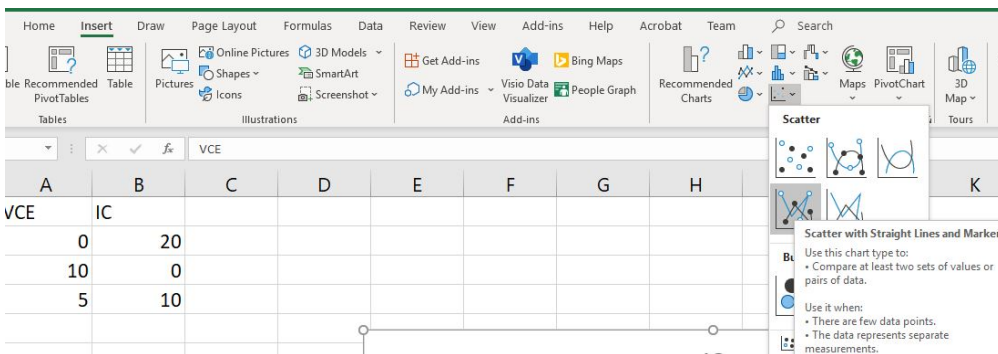 Home Insert Draw Page Layout Formulas Data Review View Add-ins Help Acrobat Team Search
ble Recommended PivotTables
Table
Pictures
Online Pictures
Shapes
Icons
3D Models
SmartArt
Screenshot
Get Add-ins
My Add-ins
Visio Data Visualizer
Bing Maps
People Graph
Recommended Charts
Maps
PivotChart
3D Map
Tables
Illustrations
Add-ins
Tours
Scatter
fx VCE
A B C D E F G H K
VCE IC
0 20
10 0
5 10
Scatter with Straight Lines and Marker
Use this chart type to:
• Compare at least two sets of values or
pairs of data.
Use it when:
• There are few data points.
• The data represents separate
measurements.
Bu